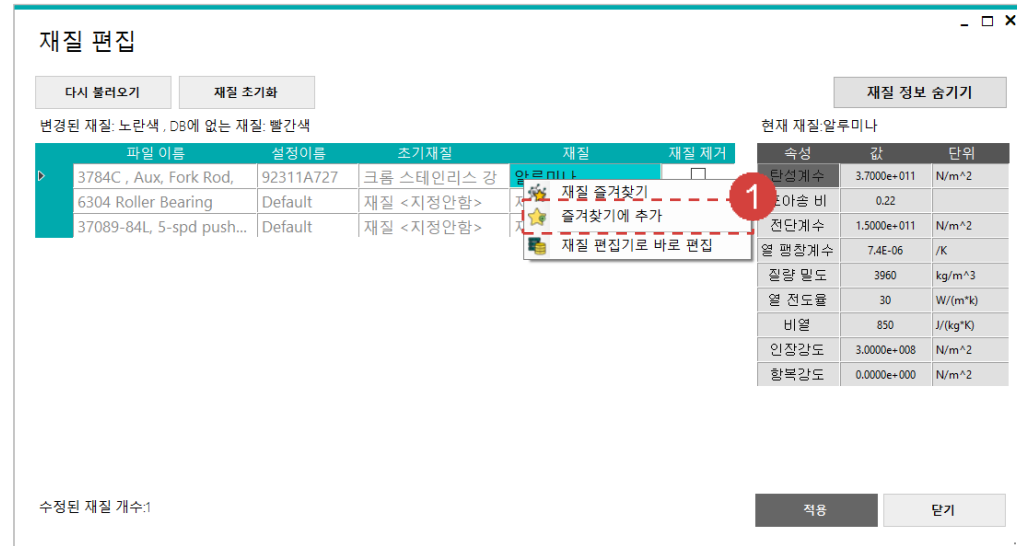 재질 편집
다시 불러오기 재질 초기화 재질 정보 숨기기
변경된 재질: 노란색 , DB에 없는 재질: 빨간색
현재 재질:알루미나
파일 이름 설정이름 초기재질 재질 재질 제거
3784C , Aux, Fork Rod, 92311A727 크롬 스테인리스 강 알루미나
6304 Roller Bearing Default 재질 <지정안함>
37089-84L, 5-spd push... Default 재질 <지정안함>
재질 즐겨찾기
즐겨찾기에 추가
재질 편집기로 바로 편집
1
속성 값 단위
탄성계수 3.7000e+011 N/m^2
포아송 비 0.22
전단계수 1.5000e+011 N/m^2
열 팽창계수 7.4E-06 /K
질량 밀도 3960 kg/m^3
열 전도율 30 W/(m*k)
비열 850 J/(kg*K)
인장강도 3.0000e+008 N/m^2
항복강도 0.0000e+000 N/m^2
수정된 재질 개수:1
적용 닫기